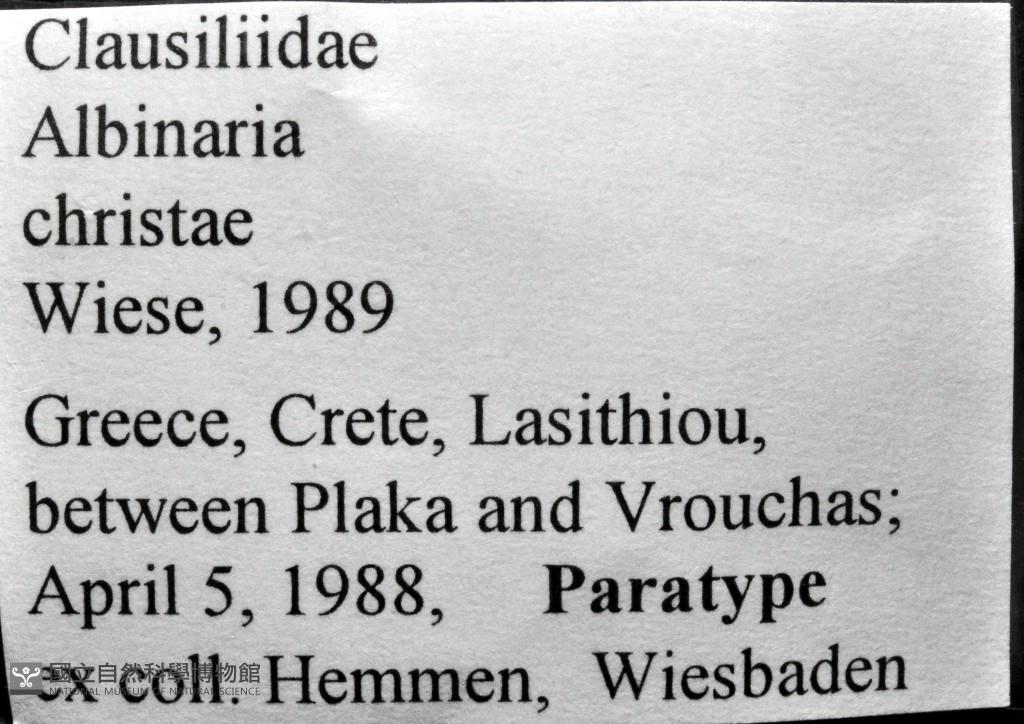 Clausiliidae
Albinaria
christae
Wiese, 1989
Greece, Crete, Lasithiou,
between Plaka and Vrouchas;
April 5, 1988, Paratype
ex coll. Hemmen, Wiesbaden
國立自然科學博物館
NATIONAL MUSEUM OF NATURAL SCIENCE